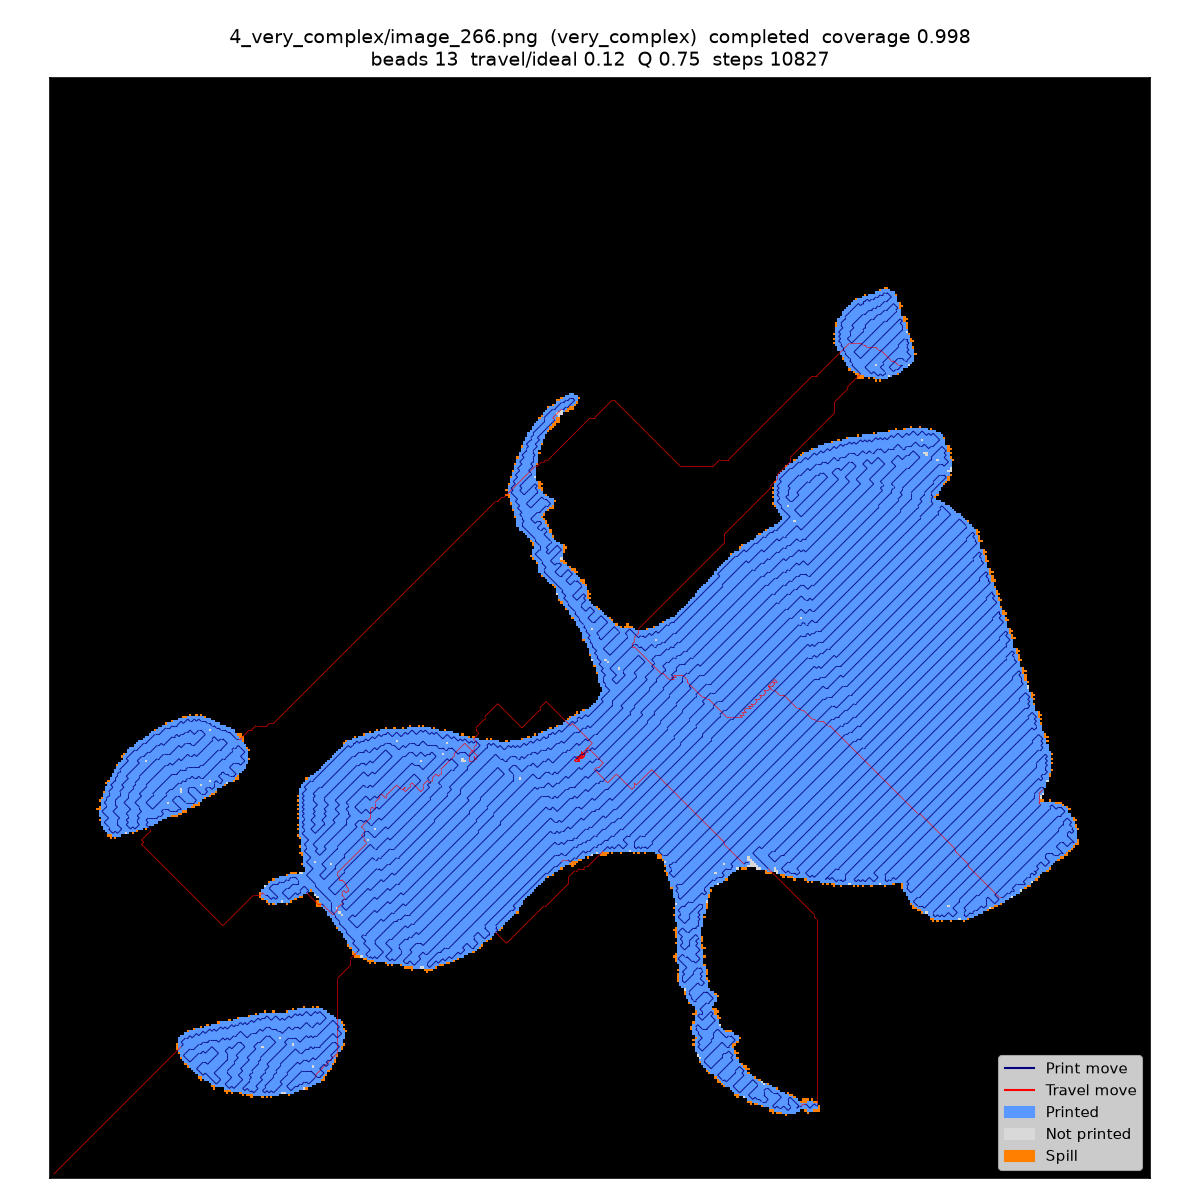 4_very_complex/image_266.png  (very_complex)  completed  coverage 0.998
beads 13  travel/ideal 0.12  Q 0.75  steps 10827
Print move
Travel move
Printed
Not printed
Spill